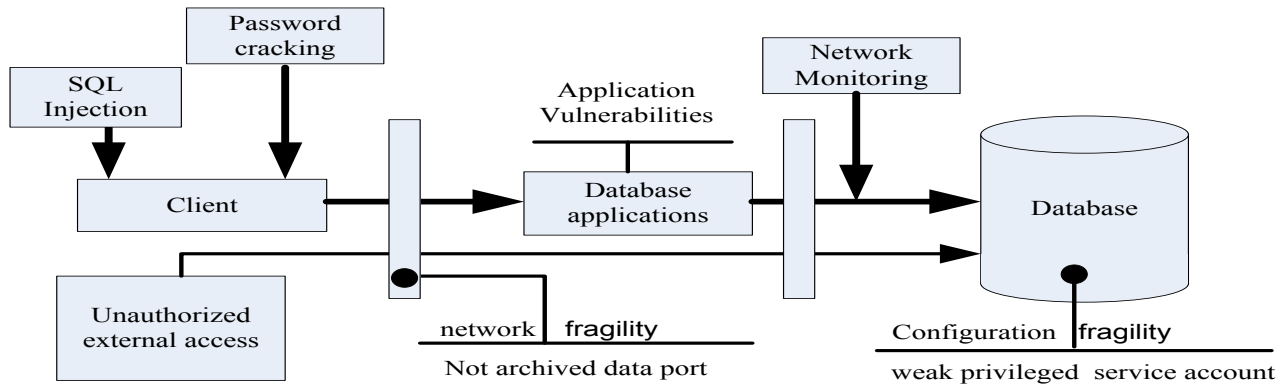 Password
cracking
SQL
Injection
Network
Monitoring
Application
Vulnerabilities
Client
Database
applications
Database
Unauthorized
external access
network fragility
Not archived data port
Configuration fragility
weak privileged service account